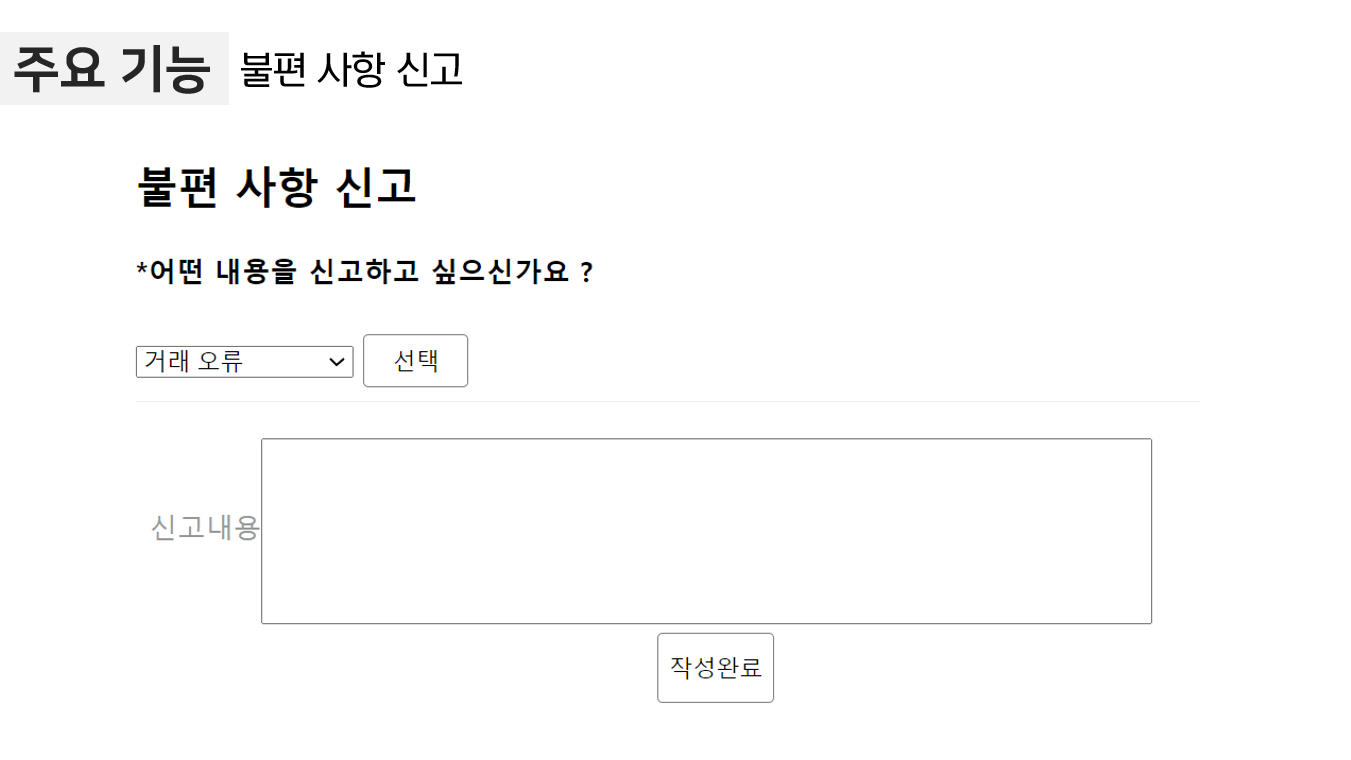 주요 기능 불편 사항 신고
불편 사항 신고
*어떤 내용을 신고하고 싶으신가요 ?
거래 오류 선택
신고내용
작성완료